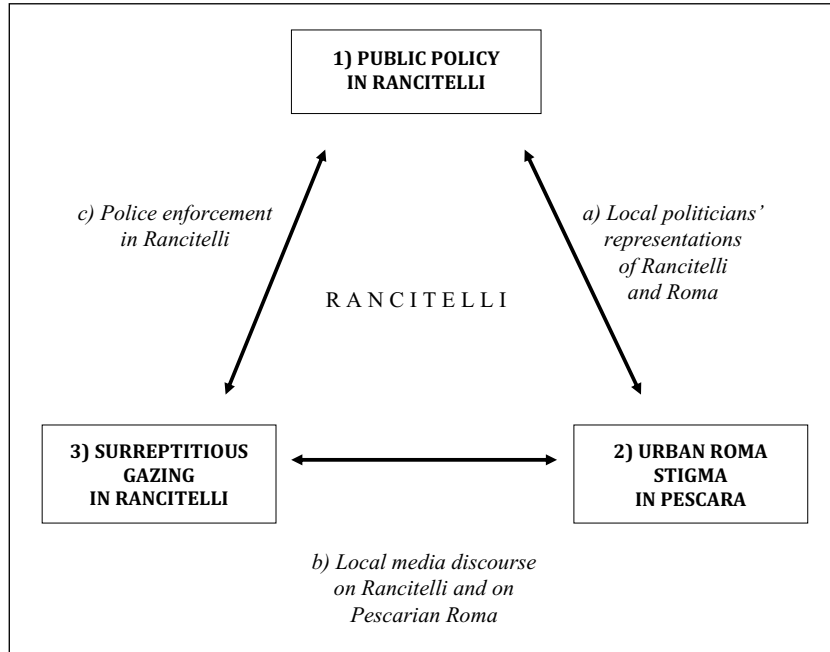 1) PUBLIC POLICY
IN RANCITELLI
c) Police enforcement
in Rancitelli
a) Local politicians’
representations
of Rancitelli
and Roma
R A N C I T E L L I
3) SURREPTITIOUS
GAZING
IN RANCITELLI
2) URBAN ROMA
STIGMA
IN PESCARA
b) Local media discourse
on Rancitelli and on
Pescarian Roma